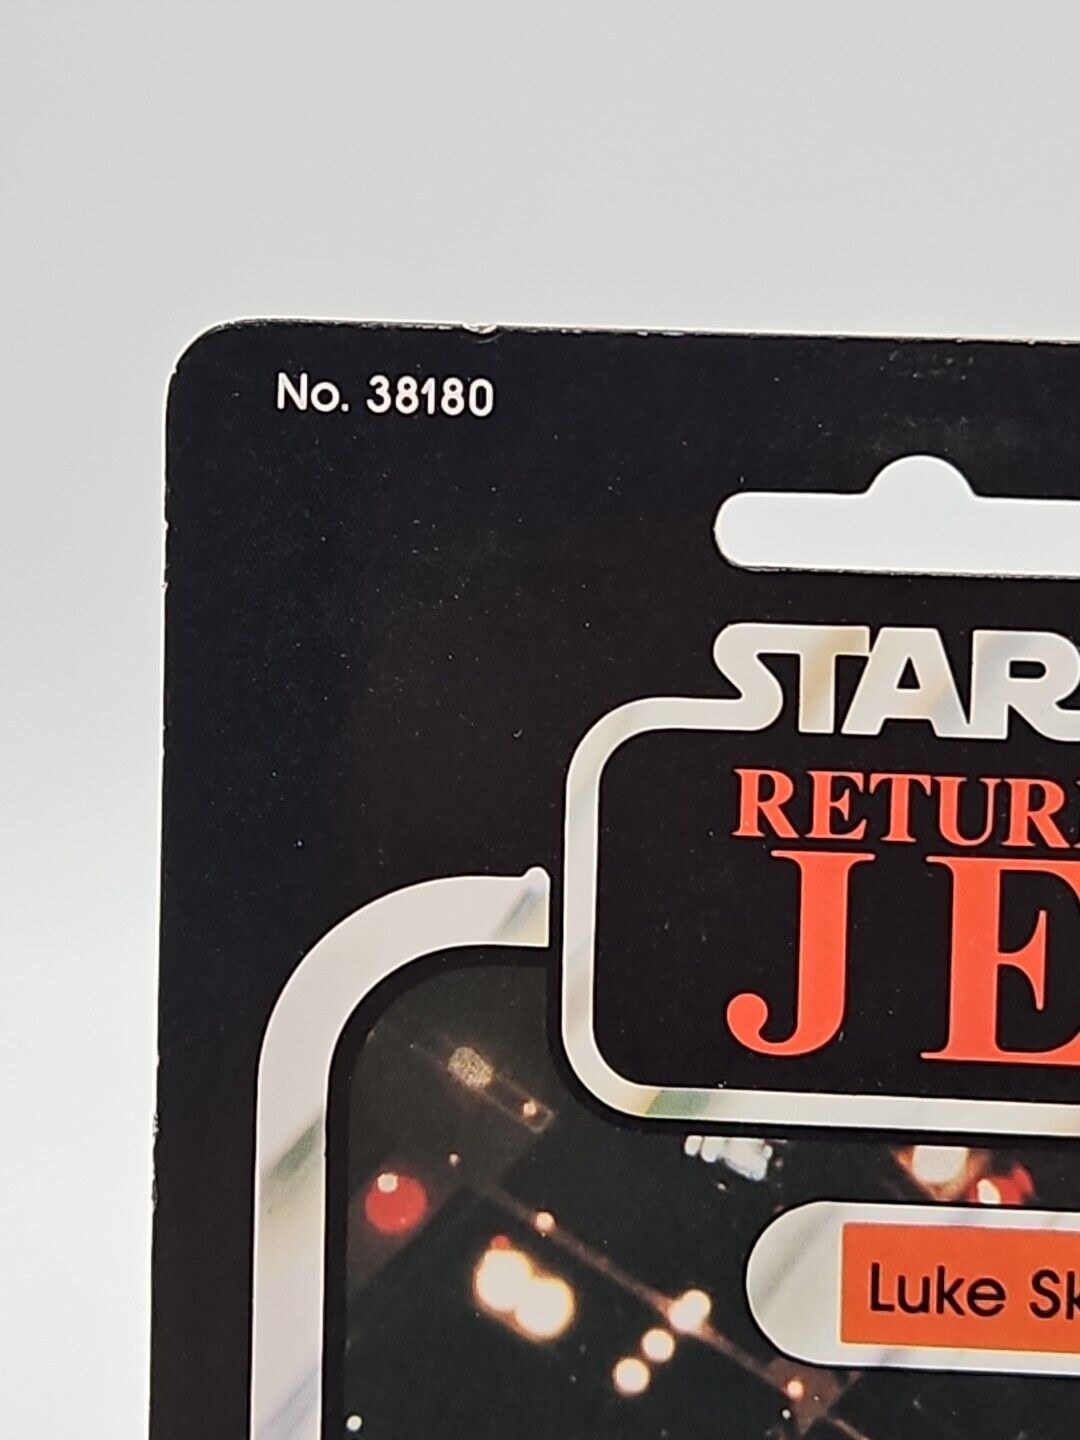 No. 38180
STAR
RETUR
JE
Luke Sk